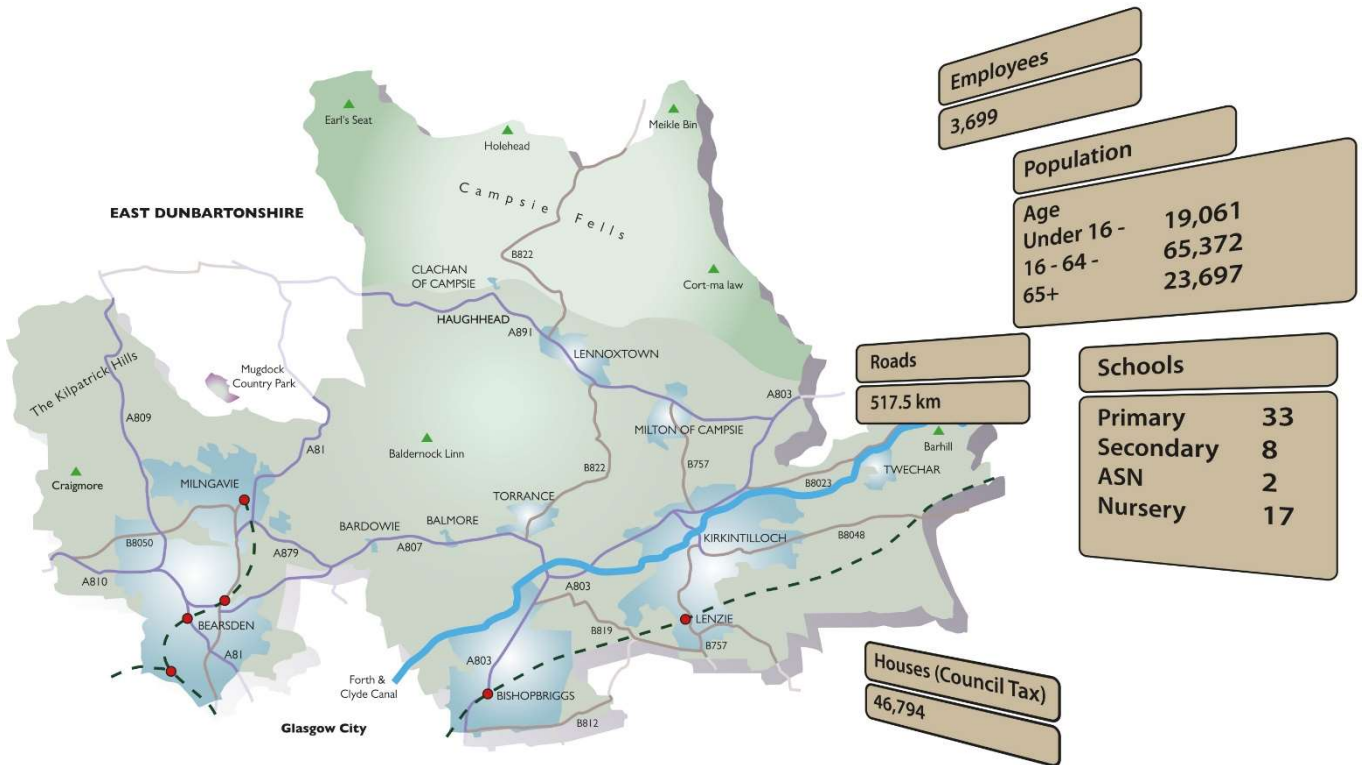 Employees
3,699
Population
Age
Under 16 - 19,061
16 - 64 - 65,372
65+ 23,697
Earl's Seat
Holehead
Meikle Bin
Campsie Fells
EAST DUNBARTONSHIRE
B822
CLACHAN
OF CAMPSIE
Cort-ma law
HAUGHHEAD
A891
LENNOXTOWN
The Kilpatrick Hills
Mugdock
Country Park
Roads
517.5 km
Schools
Primary 33
Secondary 8
ASN 2
Nursery 17
A803
A809
A81
MILTON OF CAMPSIE
Barhill
Baldernock Linn
B822
B757
TWECHAR
Craigmore
MILNGAVIE
B8023
TORRANCE
BARDOWIE
BALMORE
KIRKINTILLOCH
B8048
B8050
A879
A807
A810
A803
BEARSDEN
LENZIE
B819
B757
A81
A803
Forth &
Clyde Canal
BISHOPBRIGGS
B812
Glasgow City
Houses (Council Tax)
46,794